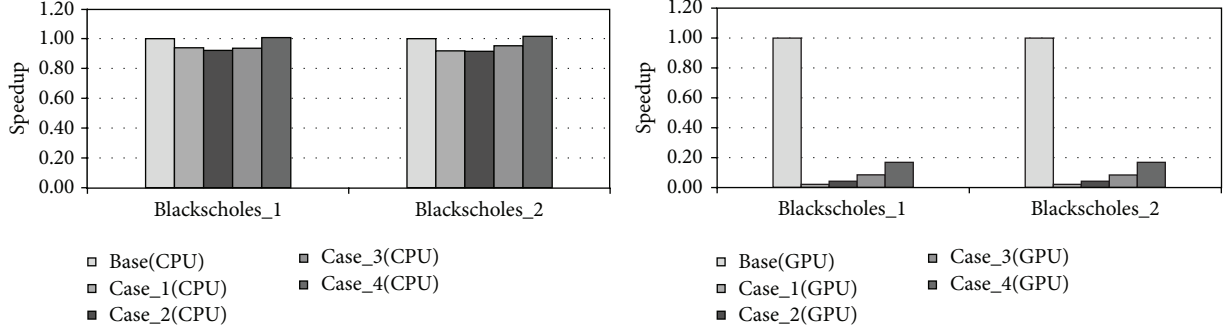 1.20
1.00
0.80
0.60
0.40
0.20
0.00
Speedup
Blackscholes_1
Blackscholes_2
Base(CPU)
Case_1(CPU)
Case_2(CPU)
Case_3(CPU)
Case_4(CPU)
1.20
1.00
0.80
0.60
0.40
0.20
0.00
Speedup
Blackscholes_1
Blackscholes_2
Base(GPU)
Case_1(GPU)
Case_2(GPU)
Case_3(GPU)
Case_4(GPU)